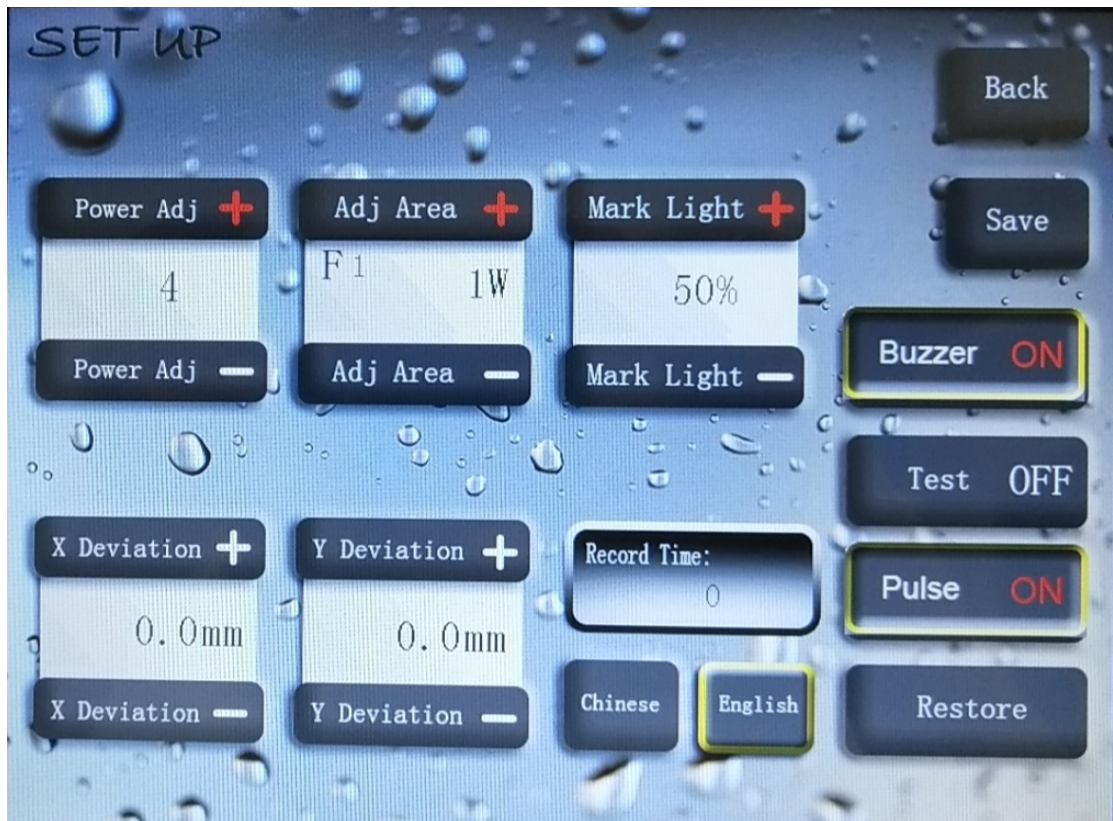 SET UP
Back
Power Adj +
Adj Area +
Mark Light +
Save
4
F 1 1W
50%
Buzzer ON
Power Adj -
Adj Area -
Mark Light -
Test OFF
X Deviation +
Y Deviation +
Record Time:
0
Pulse ON
0.0mm
0.0mm
Chinese
English
Restore
X Deviation -
Y Deviation -